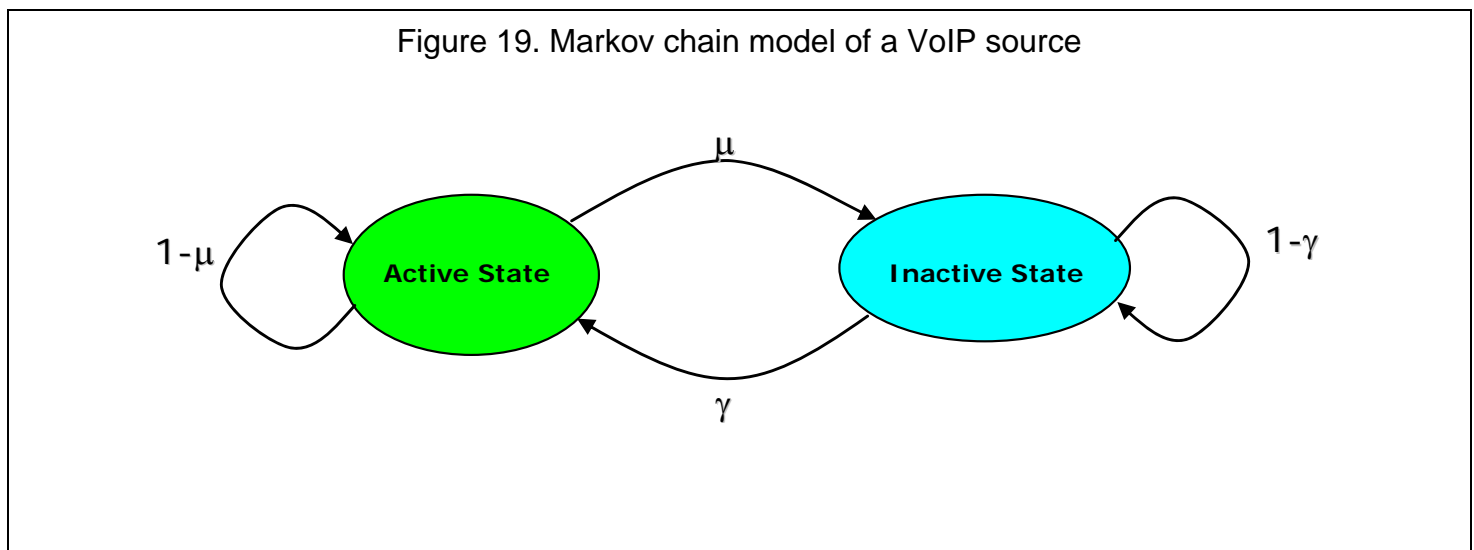 Figure 19. Markov chain model of a VoIP source
μ
1-μ
Active State
Inactive State
1-γ
γ